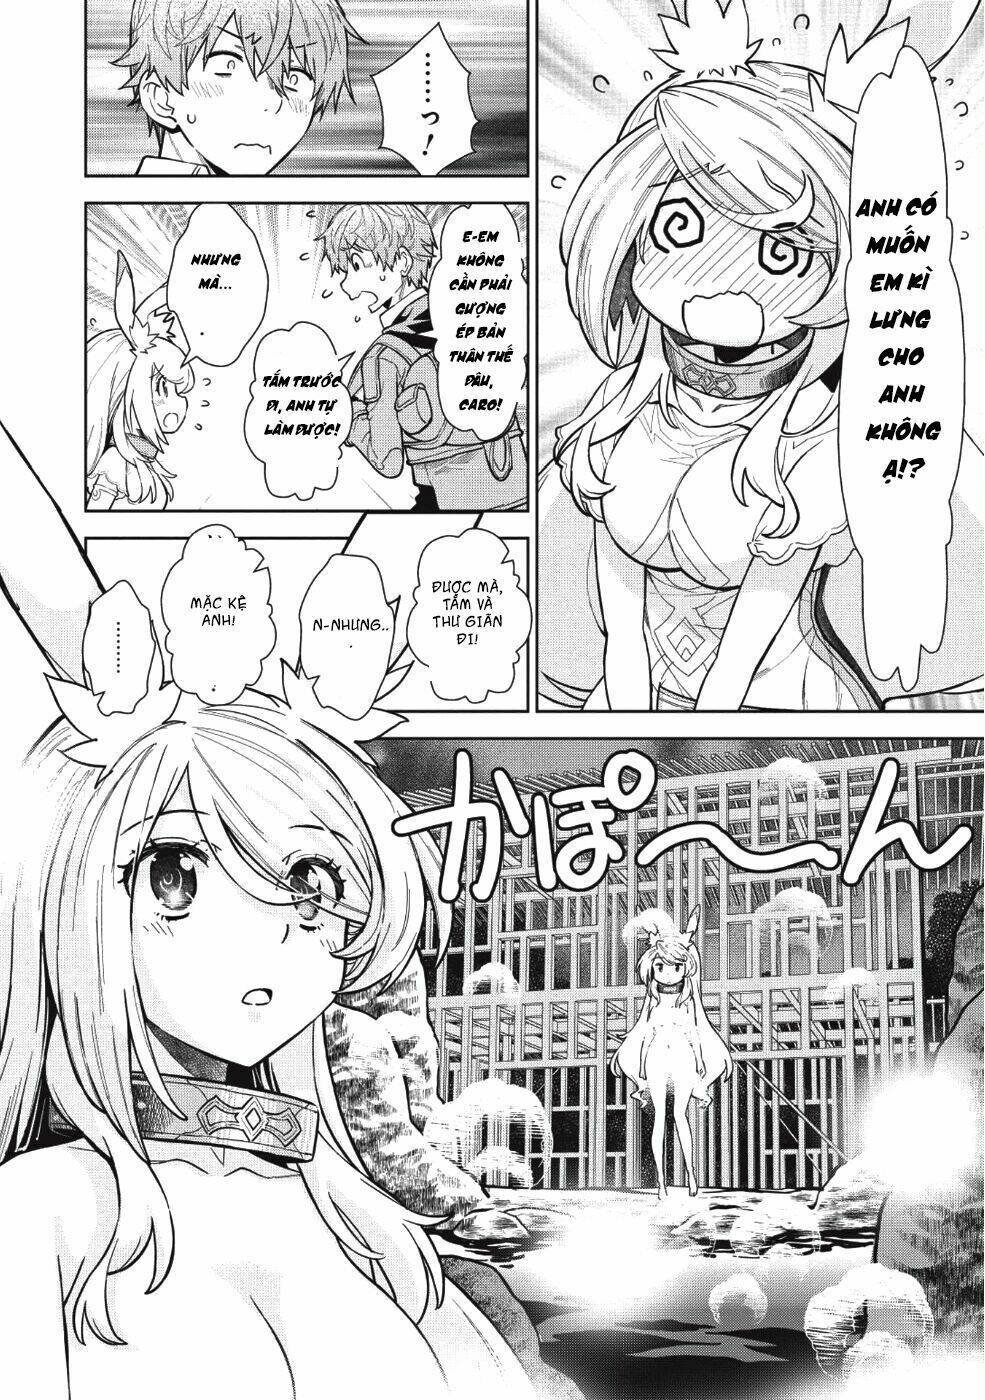 ANH CÓ
MUỐN
EM KÌ
LƯNG
CHO
ANH
KHÔNG
Ạ!?
………っ!
E-EM
KHÔNG
CẦN PHẢI
GƯỢNG
ÉP BẢN
THÂN THẾ
ĐÂU,
CARO!
NHƯNG
MÀ...
TẮM TRƯỚC
ĐI, ANH TỰ
LÀM ĐƯỢC!
ĐƯỢC MÀ,
TẮM VÀ
THƯ GIÃN
ĐI!
N-NHƯNG..
MẶC KỆ
ANH!
………
かぽ〜ん